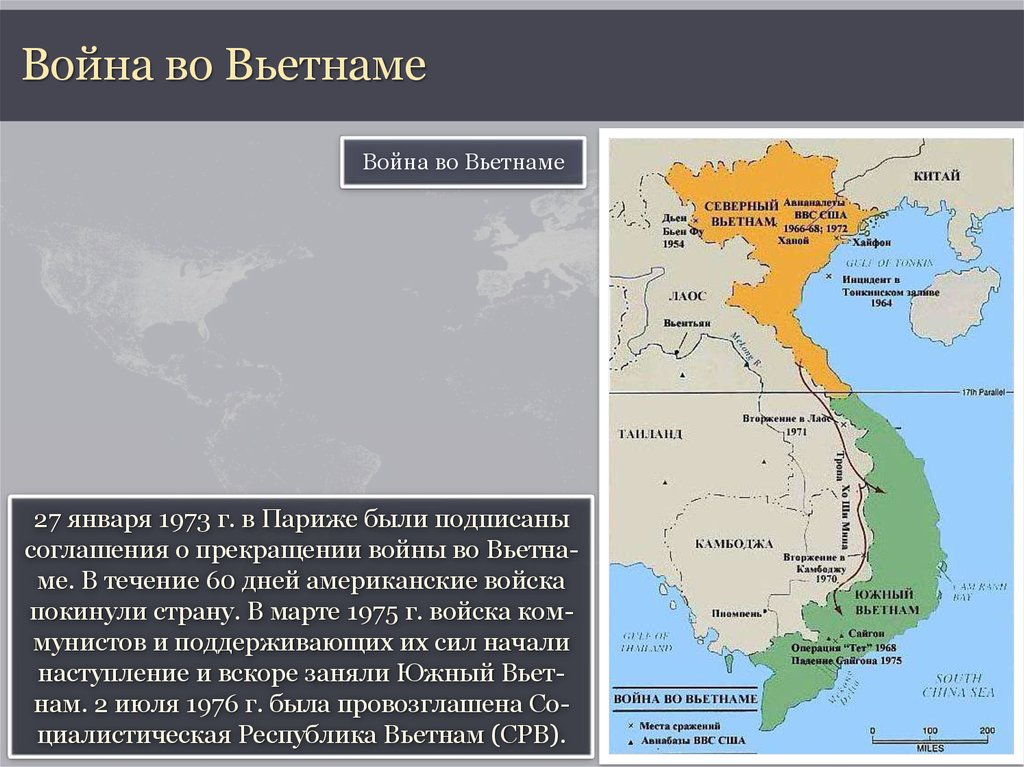 Война во Вьетнаме
Война во Вьетнаме
27 января 1973 г. в Париже были подписаны
соглашения о прекращении войны во Вьетна-
ме. В течение 60 дней американские войска
покинули страну. В марте 1975 г. войска ком-
мунистов и поддерживающих их сил начали
наступление и вскоре заняли Южный Вьет-
нам. 2 июля 1976 г. была провозглашена Со-
циалистическая Республика Вьетнам (СРВ).
КИТАЙ
СЕВЕРНЫЙ
ВЬЕТНАМ
Авианалеты
ВВС США
1966-68; 1972
Дьен
Бьен Фу
1954
Ханой
Хайфон
GULF OF TONKIN
Инцидент в
Тонкинском заливе
1964
ЛАОС
Вьентьян
Mekong R.
17th Parallel
Вторжение в Лаос
1971
ТАИЛАНД
Тропа Хо Ши Мина
КАМБОДЖА
Вторжение в
Камбоджу
1970
CAM RANH
BAY
ЮЖНЫЙ
ВЬЕТНАМ
Пномпень
GULF OF
THAILAND
Сайгон
Операция “Тет” 1968
Падение Сайгона 1975
Mekong
Delta
SOUTH
CHINA SEA
ВОЙНА ВО ВЬЕТНАМЕ
× Места сражений
▲ Авиабазы ВВС США
0 100 200
MILES